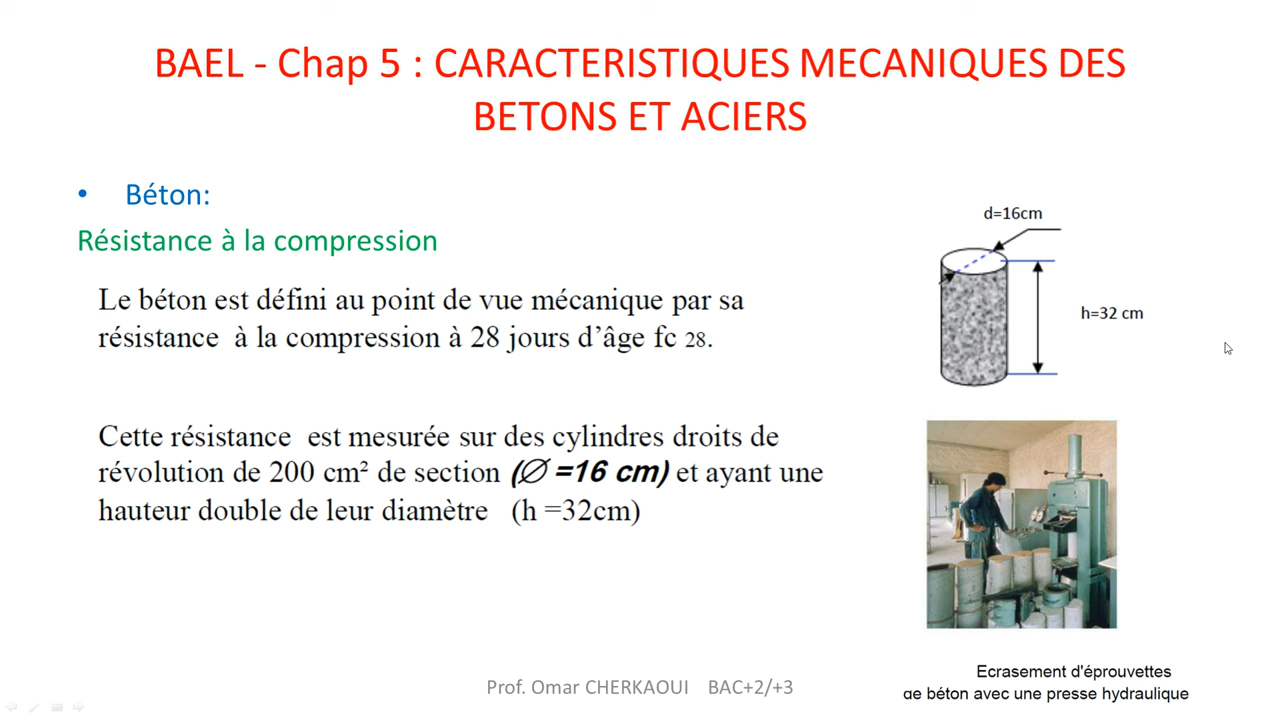 BAEL - Chap 5 : CARACTERISTIQUES MECANIQUES DES
BETONS ET ACIERS
• Béton:
Résistance à la compression
Le béton est défini au point de vue mécanique par sa
résistance à la compression à 28 jours d’âge fc 28.
Cette résistance est mesurée sur des cylindres droits de
révolution de 200 cm² de section (∅ =16 cm) et ayant une
hauteur double de leur diamètre (h =32cm)
d=16cm
h=32 cm
Ecrasement d'éprouvettes
de béton avec une presse hydraulique
Prof. Omar CHERKAOUI BAC+2/+3